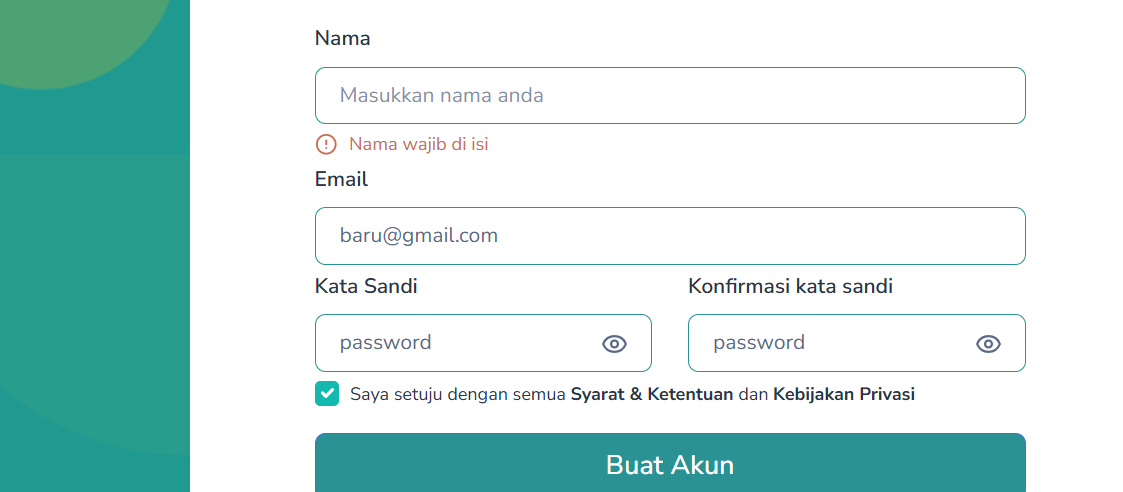 Nama
Masukkan nama anda
Nama wajib di isi
Email
baru@gmail.com
Kata Sandi
Konfirmasi kata sandi
password
password
Saya setuju dengan semua Syarat & Ketentuan dan Kebijakan Privasi
Buat Akun